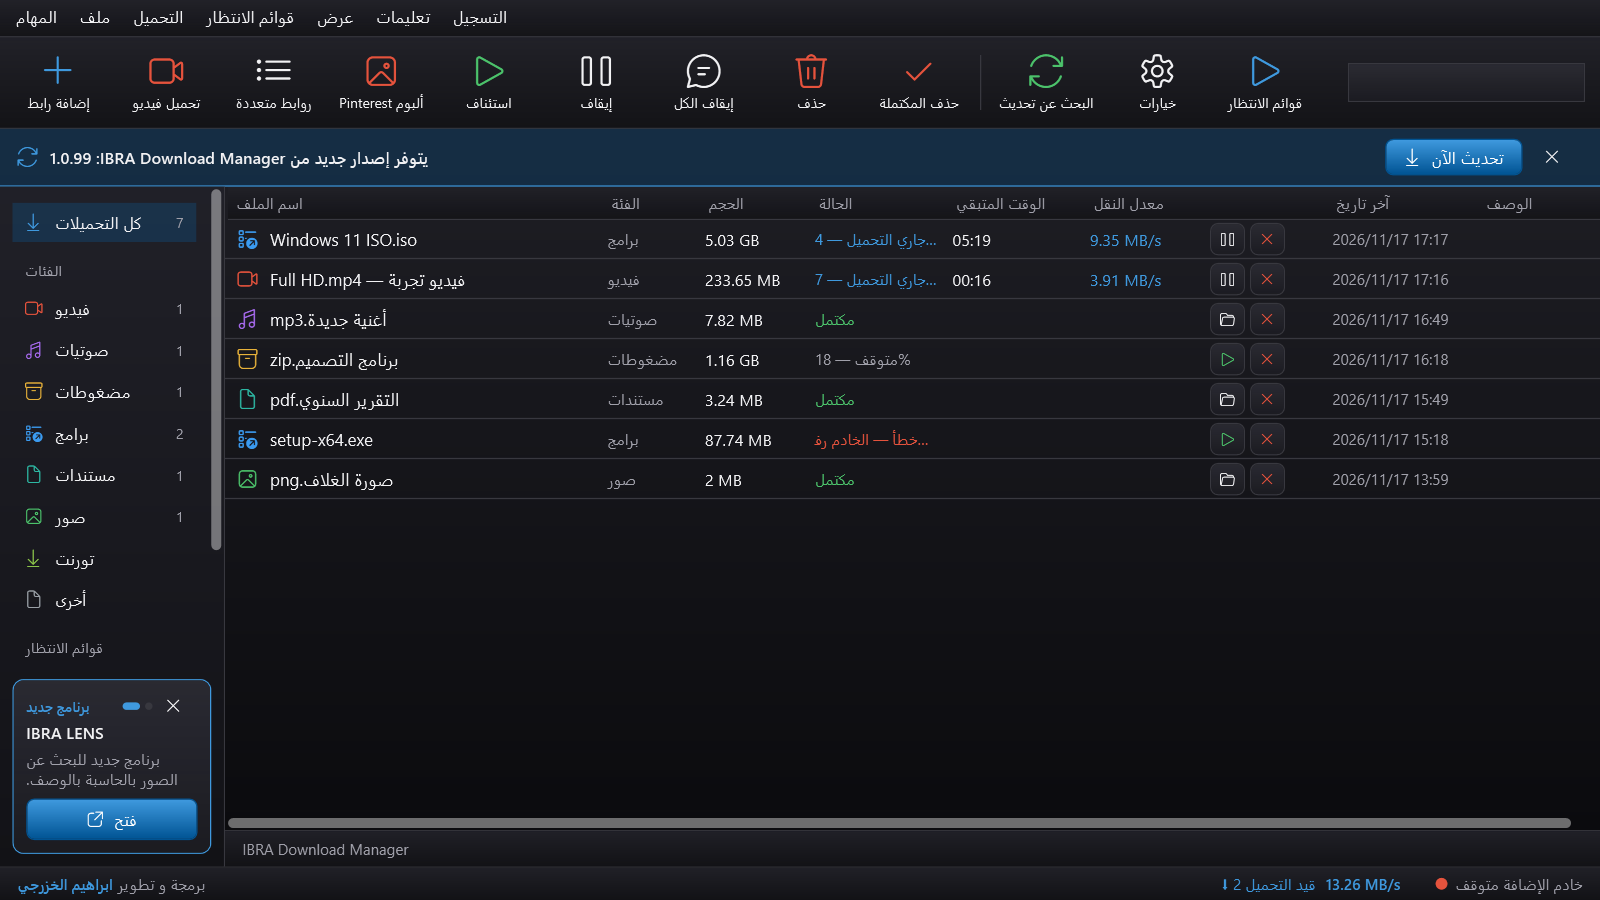 المهام ملف التحميل قوائم الانتظار عرض تعليمات التسجيل
إضافة رابط تحميل فيديو روابط متعددة ألبوم Pinterest استئناف إيقاف إيقاف الكل حذف حذف المكتملة البحث عن تحديث خيارات قوائم الانتظار
يتوفر إصدار جديد من IBRA Download Manager: 1.0.99
تحديث الآن
كل التحميلات 7
الفئات
فيديو 1
صوتيات 1
مضغوطات 1
برامج 2
مستندات 1
صور 1
تورنت
أخرى
قوائم الانتظار
برنامج جديد
IBRA LENS
برنامج جديد للبحث عن
الصور بالحاسبة بالوصف.
فتح
اسم الملف الفئة الحجم الحالة الوقت المتبقي معدل النقل آخر تاريخ الوصف
Windows 11 ISO.iso برامج 5.03 GB جاري التحميل — 4... 05:19 9.35 MB/s 2026/11/17 17:17
فيديو تجربة — Full HD.mp4 فيديو 233.65 MB جاري التحميل — 7... 00:16 3.91 MB/s 2026/11/17 17:16
أغنية جديدة.mp3 صوتيات 7.82 MB مكتمل 2026/11/17 16:49
برنامج التصميم.zip مضغوطات 1.16 GB متوقف — 18% 2026/11/17 16:18
التقرير السنوي.pdf مستندات 3.24 MB مكتمل 2026/11/17 15:49
setup-x64.exe برامج 87.74 MB خطأ — الخادم رف... 2026/11/17 15:18
صورة الغلاف.png صور 2 MB مكتمل 2026/11/17 13:59
IBRA Download Manager
برمجة و تطوير ابراهيم الخزرجي
⬇ 2 قيد التحميل 13.26 MB/s
خادم الإضافة متوقف